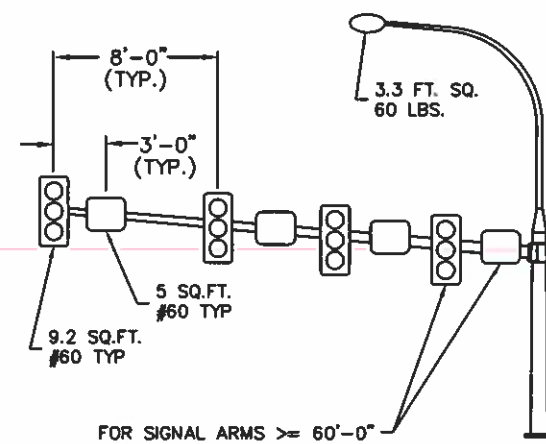 8'-0"
(TYP.)
3.3 FT. SQ.
60 LBS.
3'-0"
(TYP.)
5 SQ.FT.
#60 TYP
9.2 SQ.FT.
#60 TYP
FOR SIGNAL ARMS >= 60'-0"